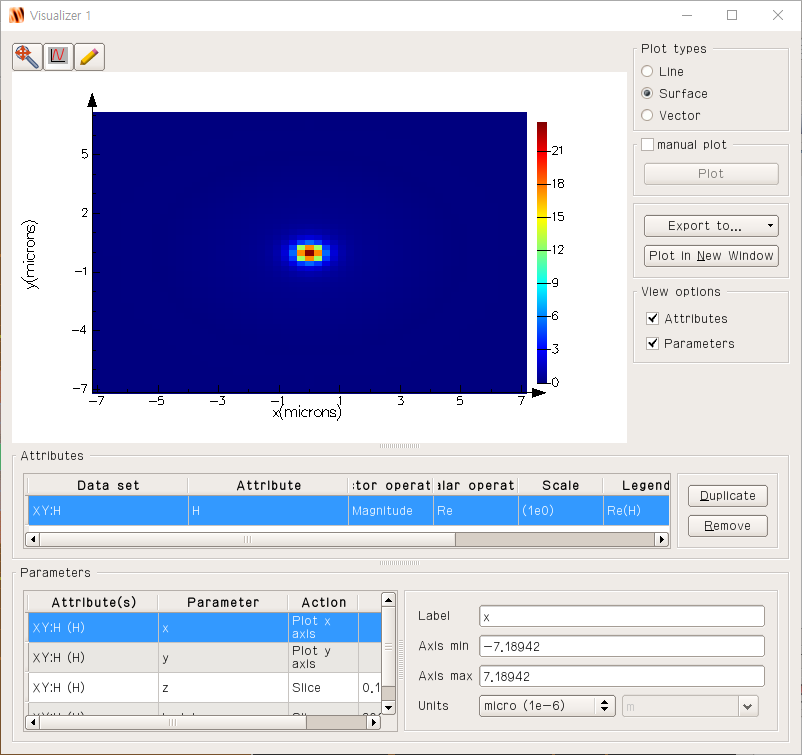 Visualizer 1
Plot types
Line
Surface
Vector
manual plot
Plot
Export to...
Plot In New Window
View options
Attributes
Parameters
y(microns)
5
2
−1
−4
−7
−7 −5 −3 −1 1 3 5 7
x(microns)
21
18
15
12
9
6
3
0
Attributes
Data set Attribute ctor operat alar operat Scale Legend
XY:H H Magnitude Re (1e0) Re(H)
Duplicate
Remove
Parameters
Attribute(s) Parameter Action
XY:H (H) x Plot x axis
XY:H (H) y Plot y axis
XY:H (H) z Slice 0.1
Label x
Axis min −7.18942
Axis max 7.18942
Units micro (1e−6) m